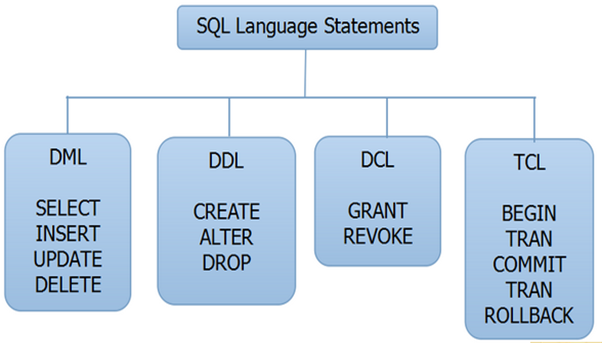 SQL Language Statements
DML
SELECT
INSERT
UPDATE
DELETE
DDL
CREATE
ALTER
DROP
DCL
GRANT
REVOKE
TCL
BEGIN
TRAN
COMMIT
TRAN
ROLLBACK